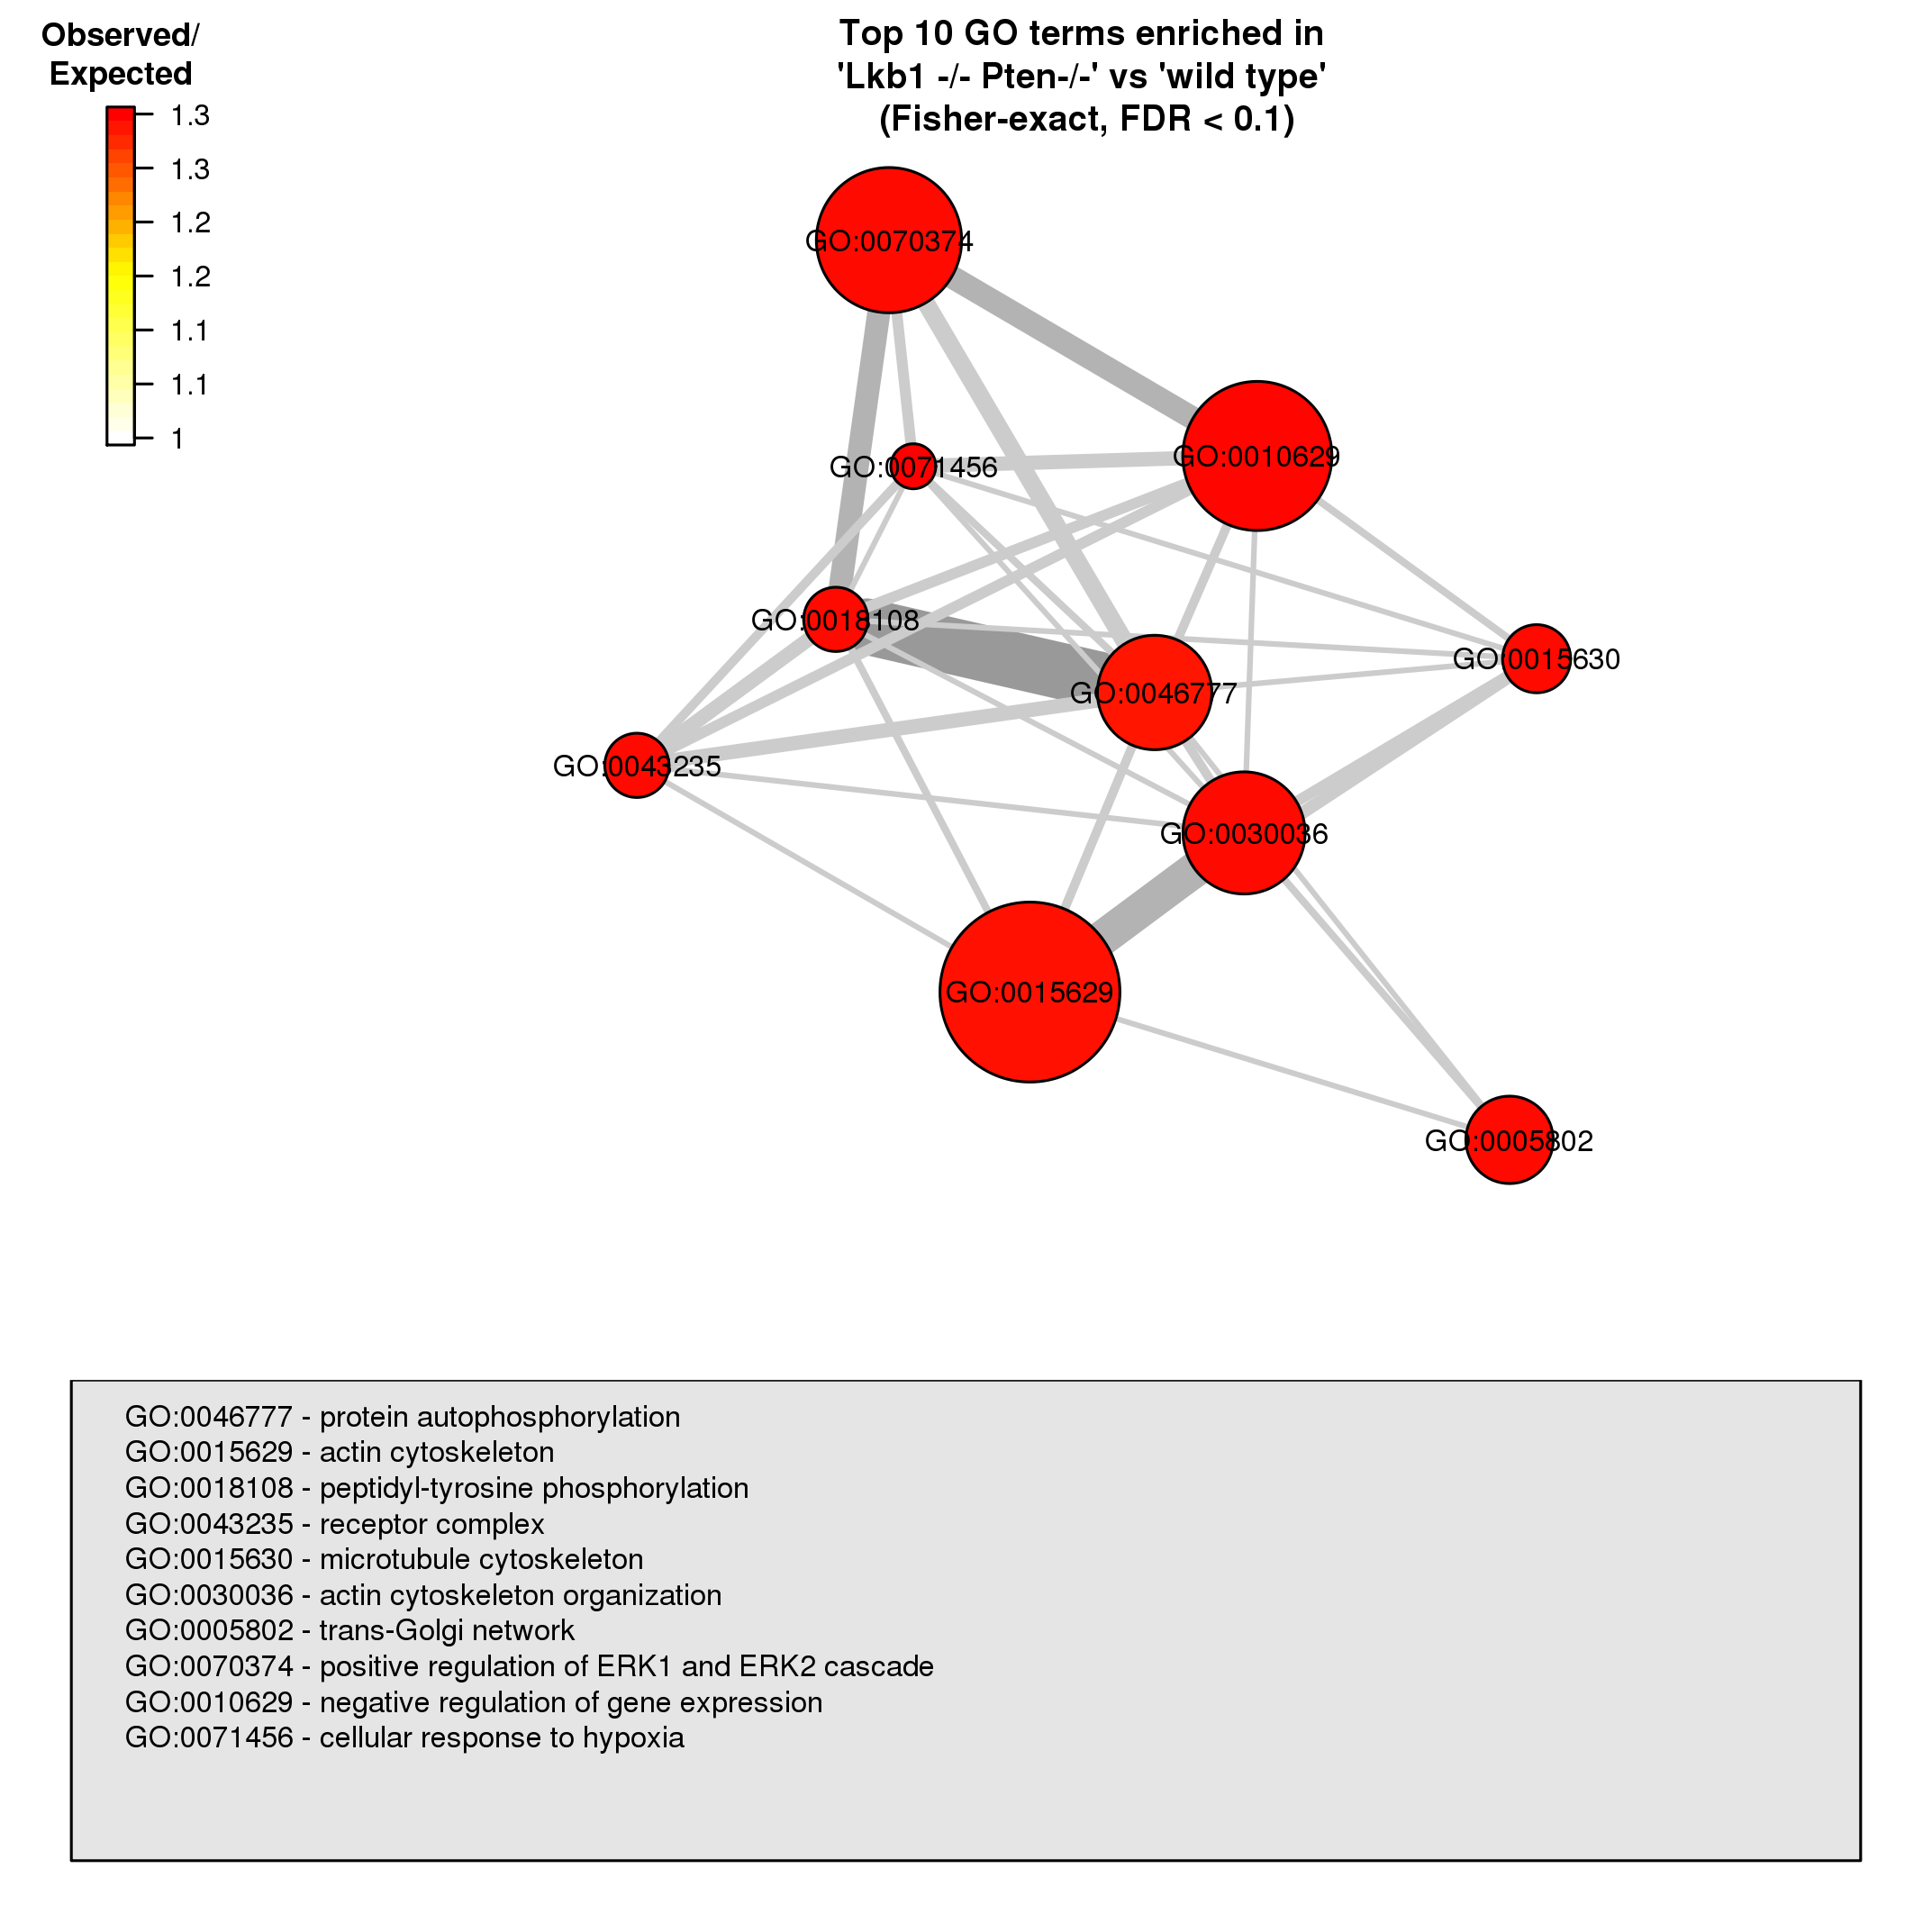 Observed/
Expected
1.3
1.3
1.2
1.2
1.1
1.1
1
Top 10 GO terms enriched in
'Lkb1 -/- Pten-/-' vs 'wild type'
(Fisher-exact, FDR < 0.1)
GO:0070374
GO:0010629
GO:0071456
GO:0018108
GO:0015630
GO:0046777
GO:0043235
GO:0030036
GO:0015629
GO:0005802
GO:0046777 - protein autophosphorylation
GO:0015629 - actin cytoskeleton
GO:0018108 - peptidyl-tyrosine phosphorylation
GO:0043235 - receptor complex
GO:0015630 - microtubule cytoskeleton
GO:0030036 - actin cytoskeleton organization
GO:0005802 - trans-Golgi network
GO:0070374 - positive regulation of ERK1 and ERK2 cascade
GO:0010629 - negative regulation of gene expression
GO:0071456 - cellular response to hypoxia